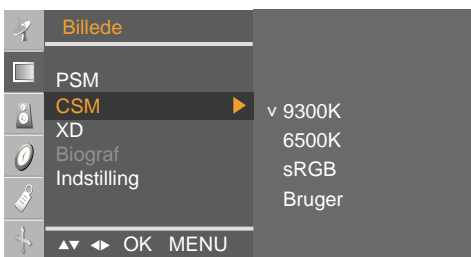 Billede
PSM
CSM
XD
Biograf
Indstilling
v 9300K
6500K
sRGB
Bruger
OK MENU